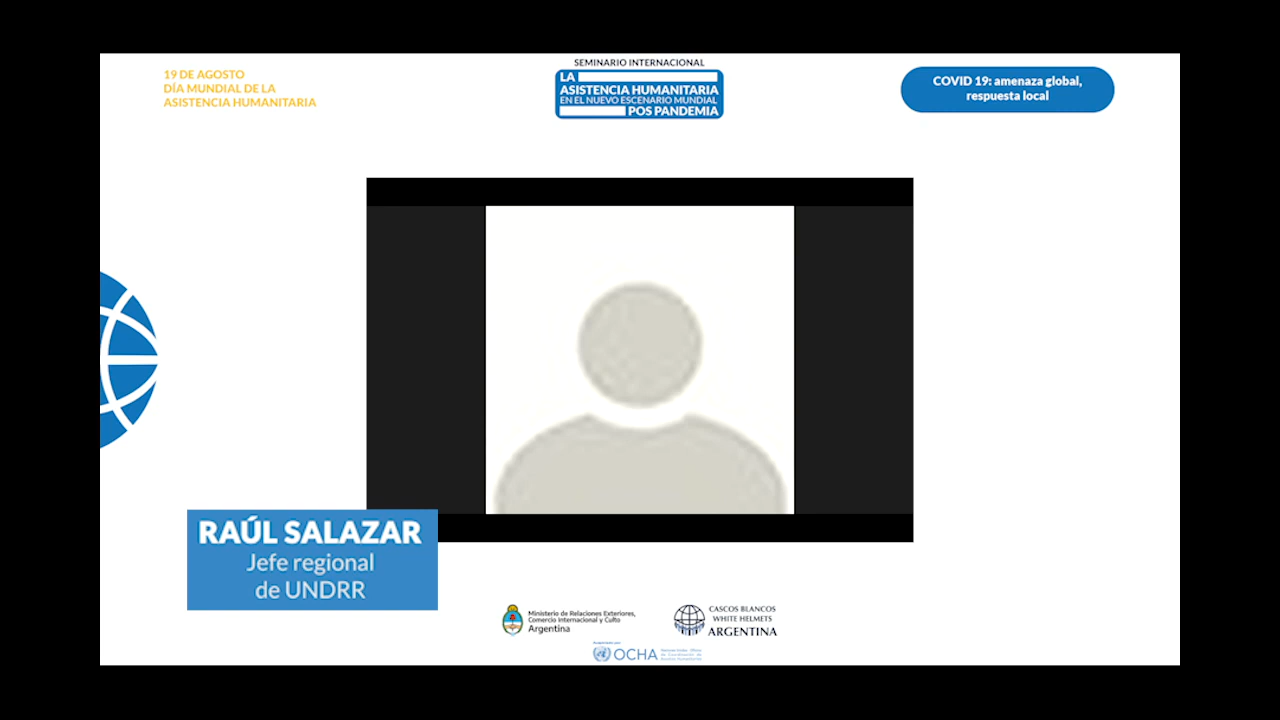 19 DE AGOSTO
DÍA MUNDIAL DE LA
ASISTENCIA HUMANITARIA
SEMINARIO INTERNACIONAL
LA
ASISTENCIA HUMANITARIA
EN EL NUEVO ESCENARIO MUNDIAL
POS PANDEMIA
COVID 19: amenaza global,
respuesta local
RAÚL SALAZAR
Jefe regional
de UNDRR
Ministerio de Relaciones Exteriores,
Comercio Internacional y Culto
Argentina
CASCOS BLANCOS
WHITE HELMETS
ARGENTINA
OCHA